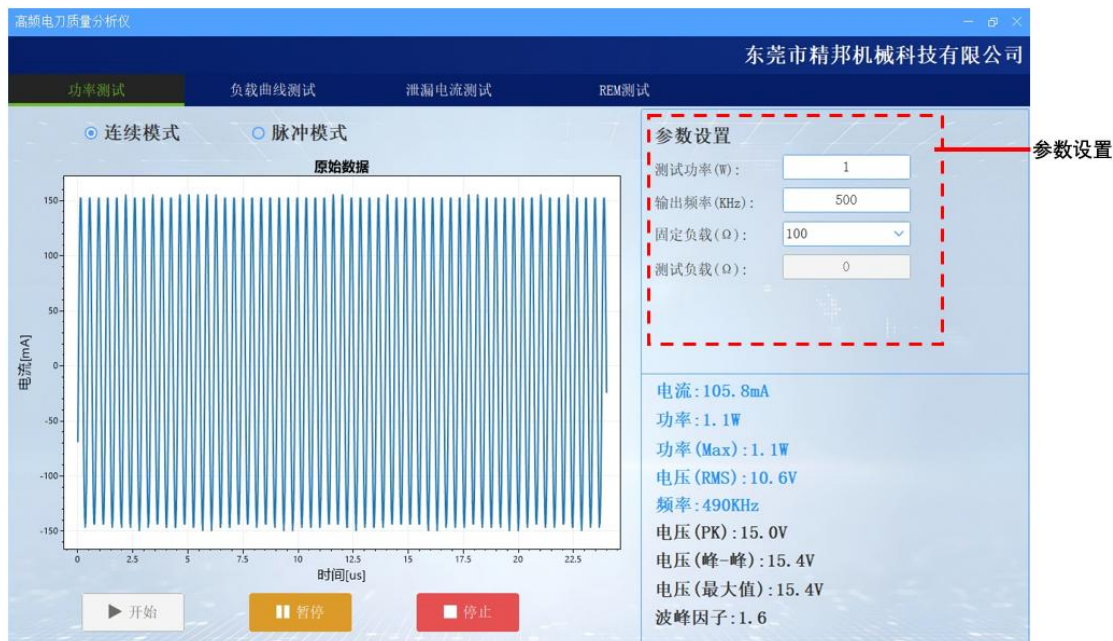 高频电刀质量分析仪
东莞市精邦机械科技有限公司
功率测试 负载曲线测试 泄漏电流测试 REM测试
连续模式 脉冲模式
原始数据
150
100
50
0
-50
-100
-150
电流[mA]
0 2.5 5 7.5 10 12.5 15 17.5 20 22.5
时间[us]
开始 暂停 停止
参数设置
测试功率(W): 1
输出频率(KHz): 500
固定负载(Ω): 100
测试负载(Ω): 0
参数设置
电流:105.8mA
功率:1.1W
功率(Max):1.1W
电压(RMS):10.6V
频率:490KHz
电压(PK):15.0V
电压(峰-峰):15.4V
电压(最大值):15.4V
波峰因子:1.6